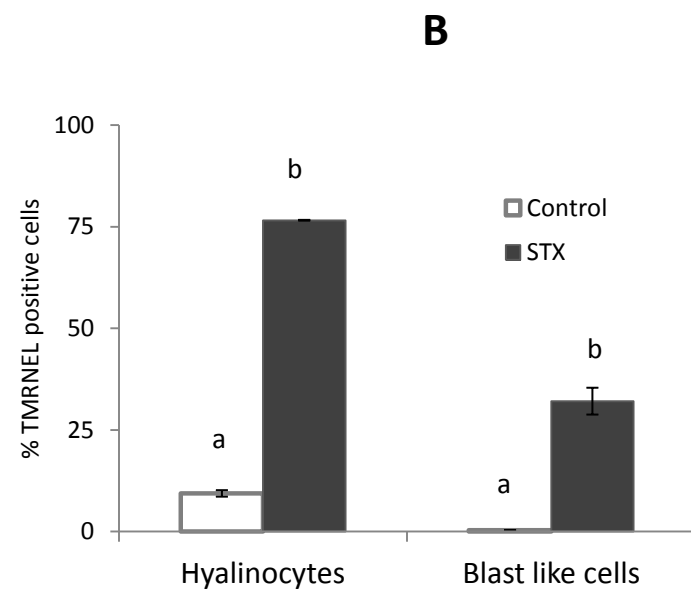 B
% TMRNEL positive cells
100
75
50
25
0
b
a
b
a
Control
STX
Hyalinocytes
Blast like cells